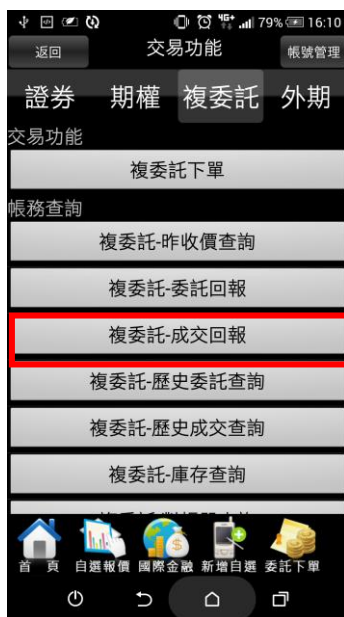 4G 79% 16:10
返回 交易功能 帳號管理
證券 期權 複委託 外期
交易功能
複委託下單
帳務查詢
複委託-昨收價查詢
複委託-委託回報
複委託-成交回報
複委託-歷史委託查詢
複委託-歷史成交查詢
複委託-庫存查詢
首 頁 自選報價 國際金融 新增自選 委託下單